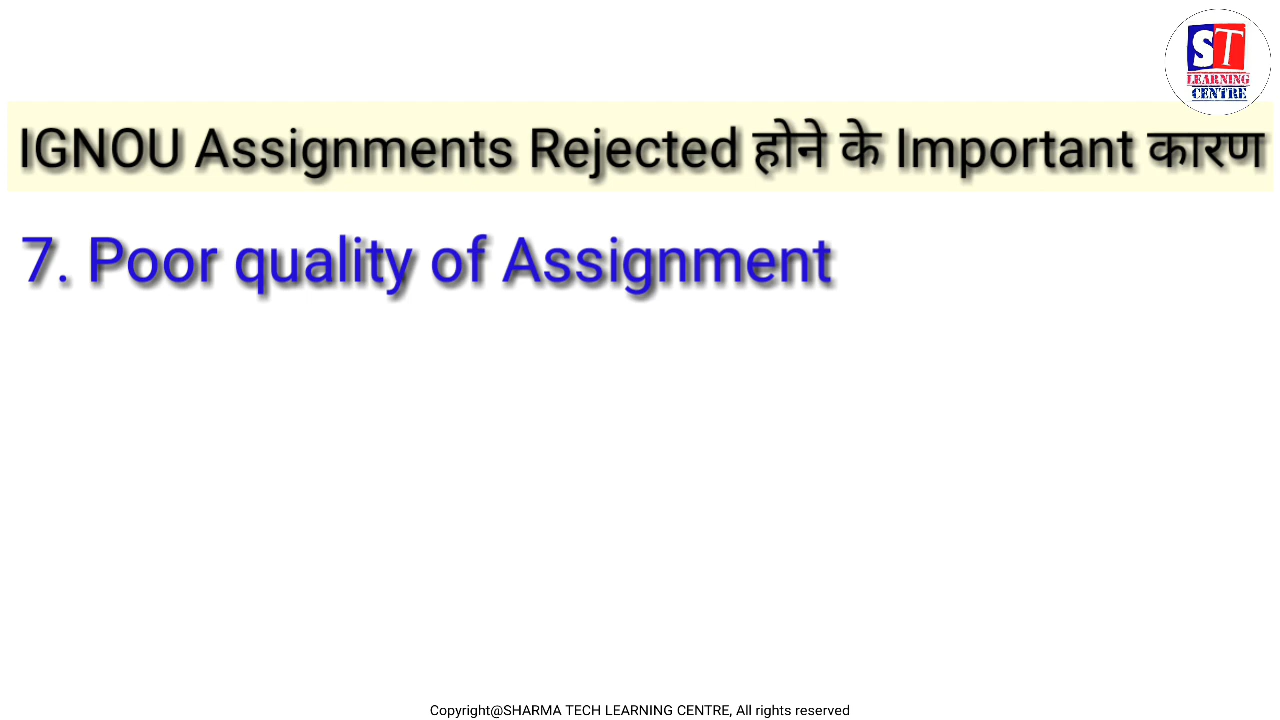 ST
LEARNING
CENTRE
IGNOU Assignments Rejected होने के Important कारण
7. Poor quality of Assignment
Copyright@SHARMA TECH LEARNING CENTRE, All rights reserved